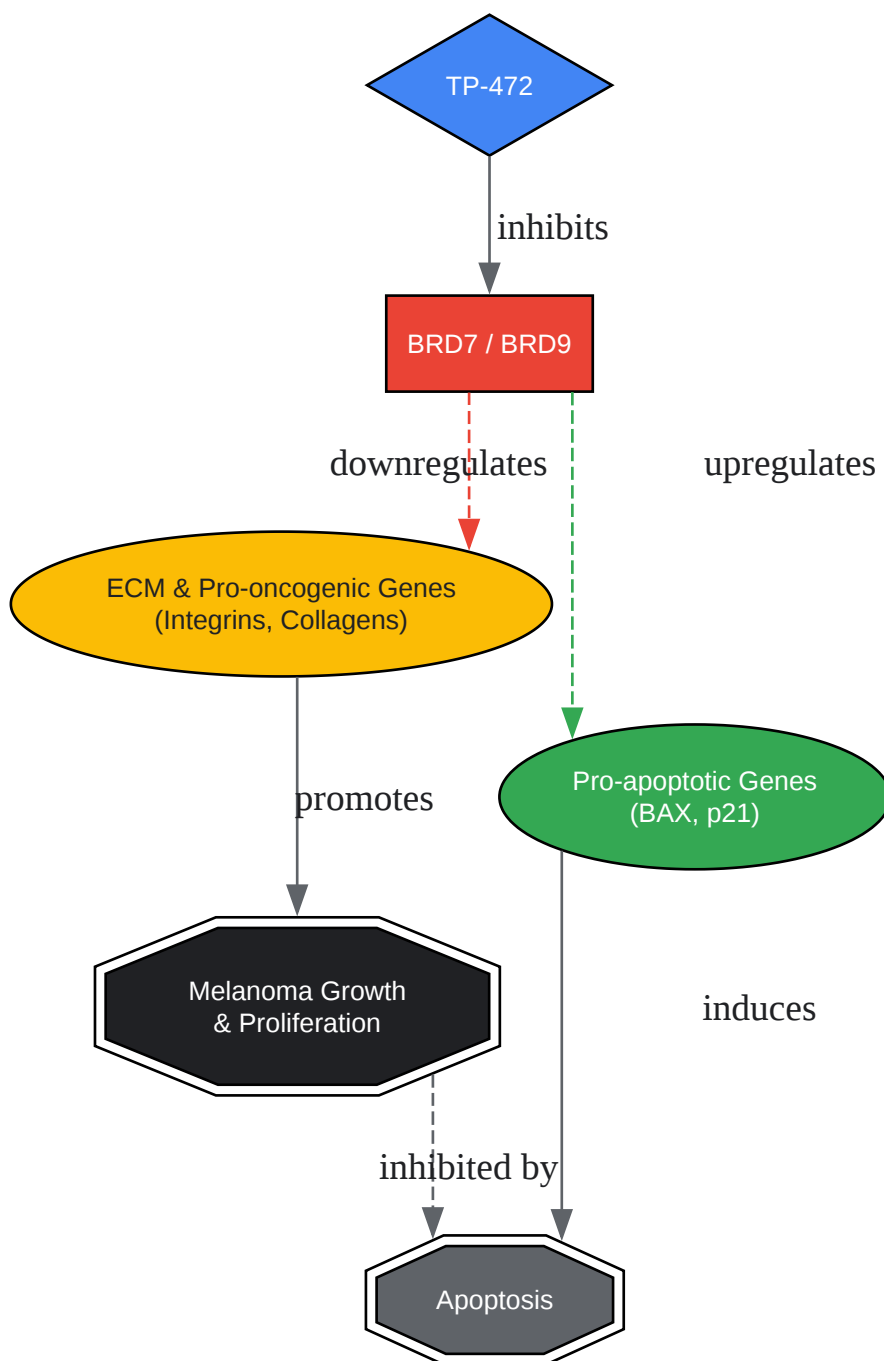 TP-472
inhibits
BRD7 / BRD9
downregulates
upregulates
ECM & Pro-oncogenic Genes
(Integrins, Collagens)
promotes
Pro-apoptotic Genes
(BAX, p21)
Melanoma Growth
& Proliferation
induces
inhibited by
Apoptosis